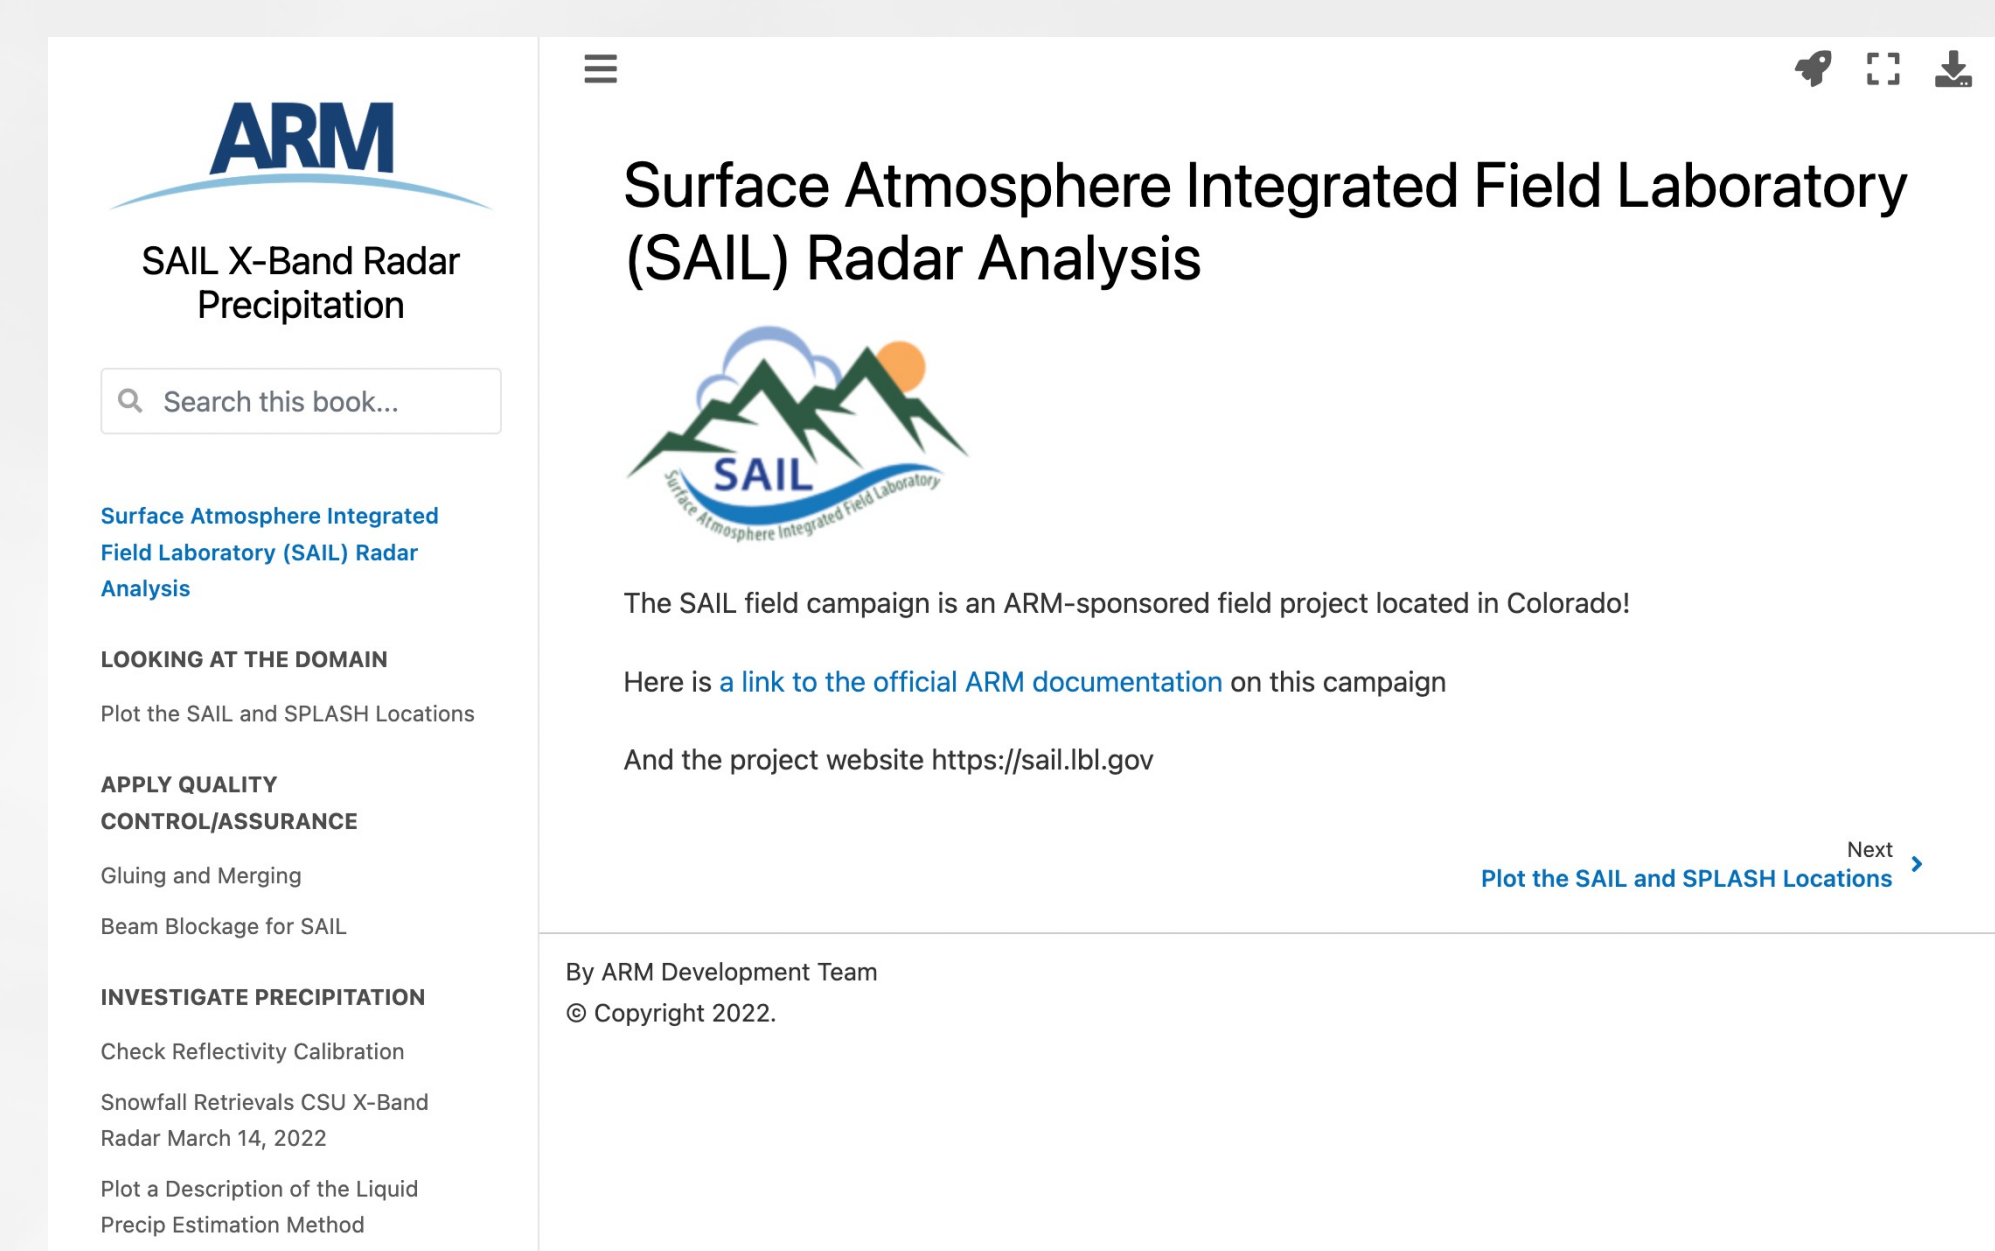 ARM
SAIL X-Band Radar
Precipitation
Search this book...
Surface Atmosphere Integrated
Field Laboratory (SAIL) Radar
Analysis
LOOKING AT THE DOMAIN
Plot the SAIL and SPLASH Locations
APPLY QUALITY
CONTROL/ASSURANCE
Gluing and Merging
Beam Blockage for SAIL
INVESTIGATE PRECIPITATION
Check Reflectivity Calibration
Snowfall Retrievals CSU X-Band
Radar March 14, 2022
Plot a Description of the Liquid
Precip Estimation Method
Surface Atmosphere Integrated Field Laboratory
(SAIL) Radar Analysis
SAIL
Surface Atmosphere Integrated Field Laboratory
The SAIL field campaign is an ARM-sponsored field project located in Colorado!
Here is a link to the official ARM documentation on this campaign
And the project website https://sail.lbl.gov
Next
Plot the SAIL and SPLASH Locations
By ARM Development Team
© Copyright 2022.